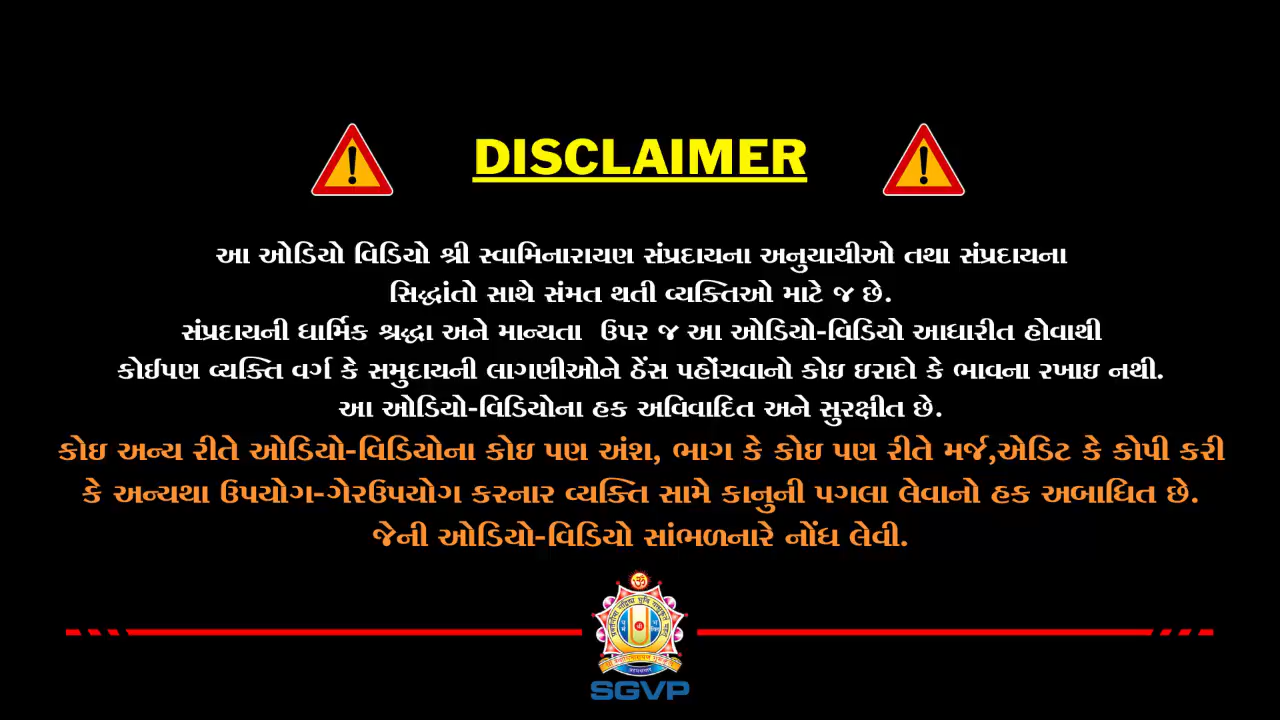 DISCLAIMER
આ ઓડિયો વિડિયો શ્રી સ્વામિનારાયણ સંપ્રદાયના અનુયાયીઓ તથા સંપ્રદાયના
સિદ્ધાંતો સાથે સંમત થતી વ્યક્તિઓ માટે જ છે.
સંપ્રદાયની ધાર્મિક શ્રદ્ધા અને માન્યતા ઉપર જ આ ઓડિયો-વિડિયો આધારીત હોવાથી
કોઈપણ વ્યક્તિ વર્ગ કે સમુદાયની લાગણીઓને ઠેંસ પહોંચવાનો કોઇ ઇરાદો કે ભાવના રખાઇ નથી.
આ ઓડિયો-વિડિયોના હક અવિવાદિત અને સુરક્ષીત છે.
કોઇ અન્ય રીતે ઓડિયો-વિડિયોના કોઇ પણ અંશ, ભાગ કે કોઇ પણ રીતે મર્જ,એડિટ કે કોપી કરી
કે અન્યથા ઉપયોગ-ગેરઉપયોગ કરનાર વ્યક્તિ સામે કાનુની પગલા લેવાનો હક અબાધિત છે.
જેની ઓડિયો-વિડિયો સાંભળનારે નોંધ લેવી.
SGVP